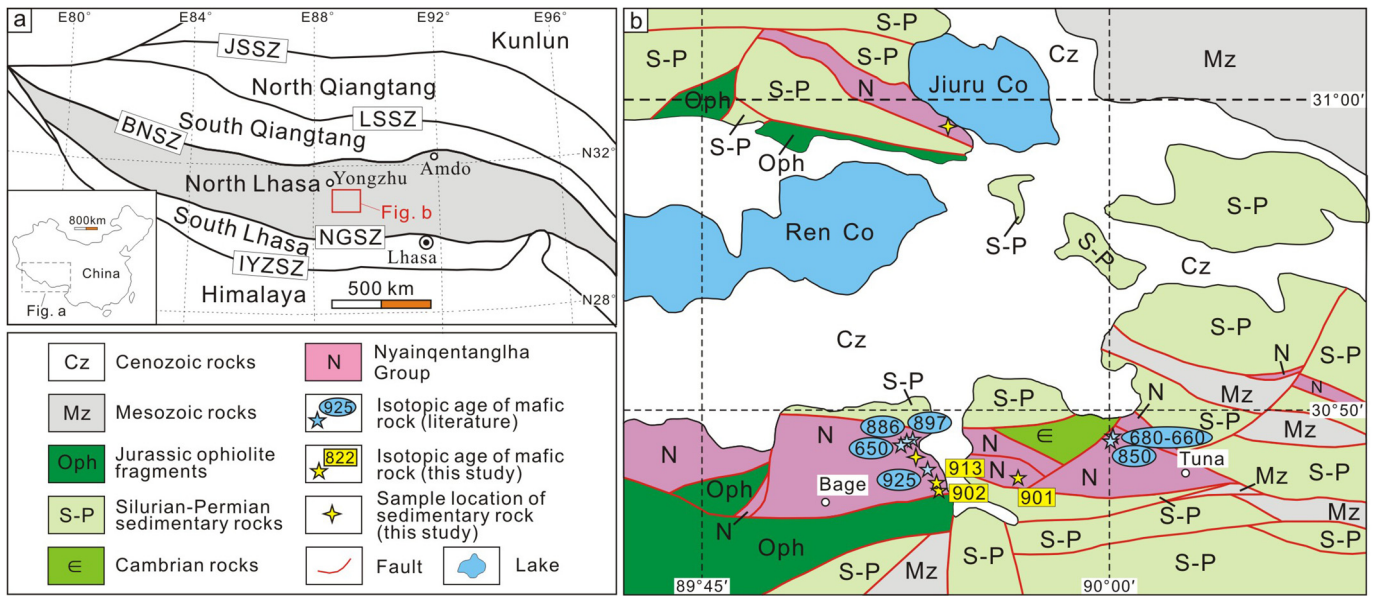 a
E80°
E84°
E88°
E92°
E96°
JSSZ
Kunlun
North Qiangtang
LSSZ
South Qiangtang
BNSZ
N32°
Amdo
North Lhasa
Yongzhu
Fig. b
South Lhasa
NGSZ
Lhasa
IYZSZ
Himalaya
500 km
N28°
800km
China
Fig. a
Cz
Cenozoic rocks
Mz
Mesozoic rocks
Oph
Jurassic ophiolite
fragments
S-P
Silurian-Permian
sedimentary rocks
∈
Cambrian rocks
N
Nyainqentanglha
Group
925
Isotopic age of mafic
rock (literature)
822
Isotopic age of mafic
rock (this study)
Sample location of
sedimentary rock
(this study)
Fault
Lake
b
S-P
S-P
S-P
Cz
Mz
Oph
S-P
N
Jiuru Co
31°00′
S-P
Oph
Ren Co
S-P
S-P
S-P
Cz
Cz
S-P
S-P
N
N
Mz
S-P
S-P
N
30°50′
N
N
886
897
650
925
N
∈
680-660
850
S-P
Mz
Tuna
913
N
N
902
901
Bage
Oph
N
Mz
S-P
S-P
Mz
Oph
S-P
Mz
S-P
S-P
S-P
89°45′
90°00′